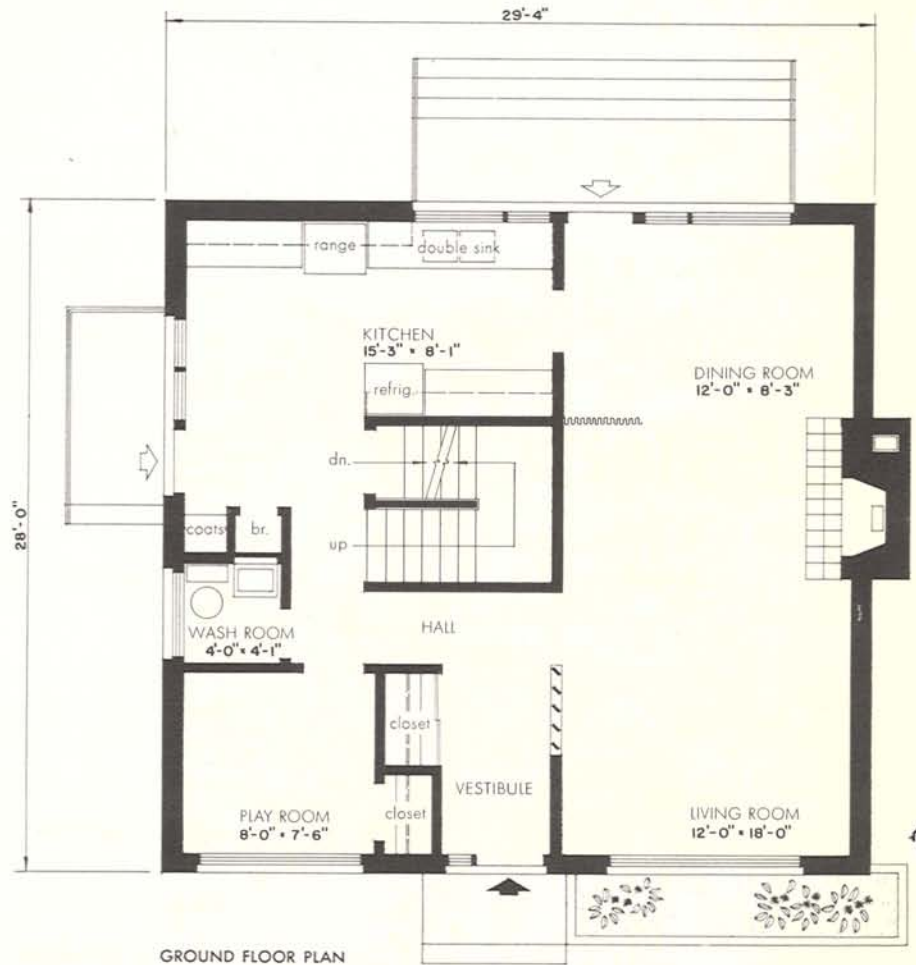 29'-4"
28'-0"
range
double sink
KITCHEN
15'-3" × 8'-1"
refrig.
DINING ROOM
12'-0" × 8'-3"
dn.
up
coats
br.
WASH ROOM
4'-0" × 4'-1"
HALL
closet
closet
VESTIBULE
PLAY ROOM
8'-0" × 7'-6"
LIVING ROOM
12'-0" × 18'-0"
GROUND FLOOR PLAN